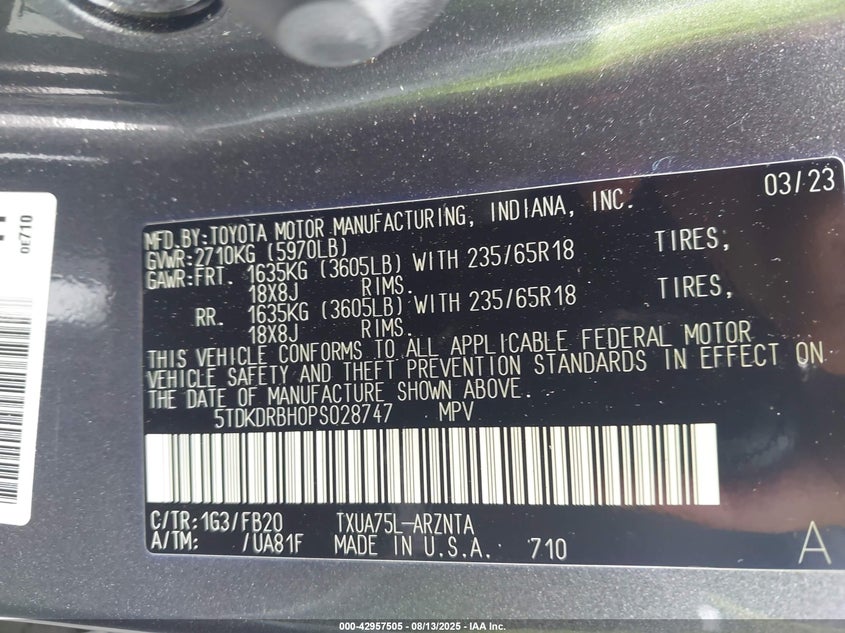 0E710
03/23
MFD.BY:TOYOTA MOTOR MANUFACTURING, INDIANA, INC.
GVWR:2710KG (5970LB)
GAWR:FRT. 1635KG (3605LB) WITH 235/65R18 TIRES,
18X8J RIMS.
RR. 1635KG (3605LB) WITH 235/65R18 TIRES,
18X8J RIMS.
THIS VEHICLE CONFORMS TO ALL APPLICABLE FEDERAL MOTOR
VEHICLE SAFETY AND THEFT PREVENTION STANDARDS IN EFFECT ON
THE DATE OF MANUFACTURE SHOWN ABOVE.
5TDKDRBH0PS028747 MPV
C/TR:1G3/FB20 TXUA75L-ARZNTA
A/TM: /UA81F MADE IN U.S.A. 710
A
000-42957505 - 08/13/2025 - IAA Inc.